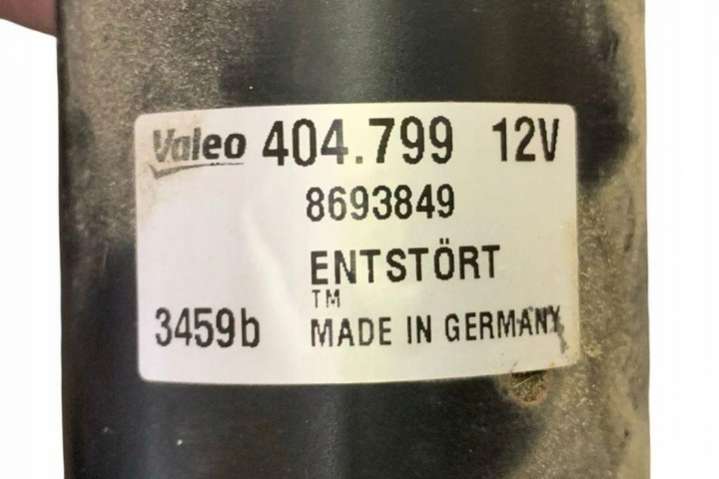 Valeo 404.799 12V
8693849
ENTSTÖRT
TM
3459b MADE IN GERMANY